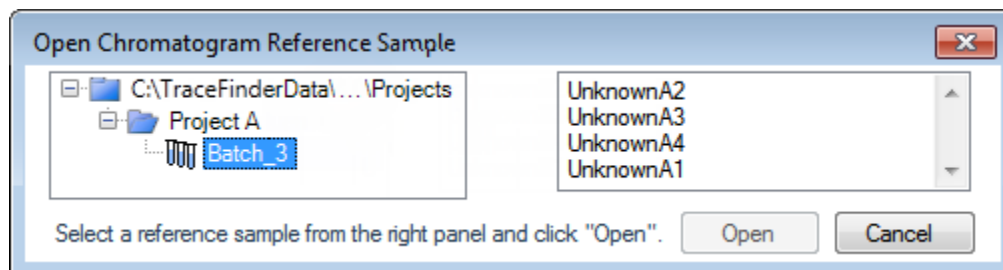 Open Chromatogram Reference Sample
C:\TraceFinderData\...\Projects
Project A
Batch_3
UnknownA2
UnknownA3
UnknownA4
UnknownA1
Select a reference sample from the right panel and click "Open".
Open
Cancel